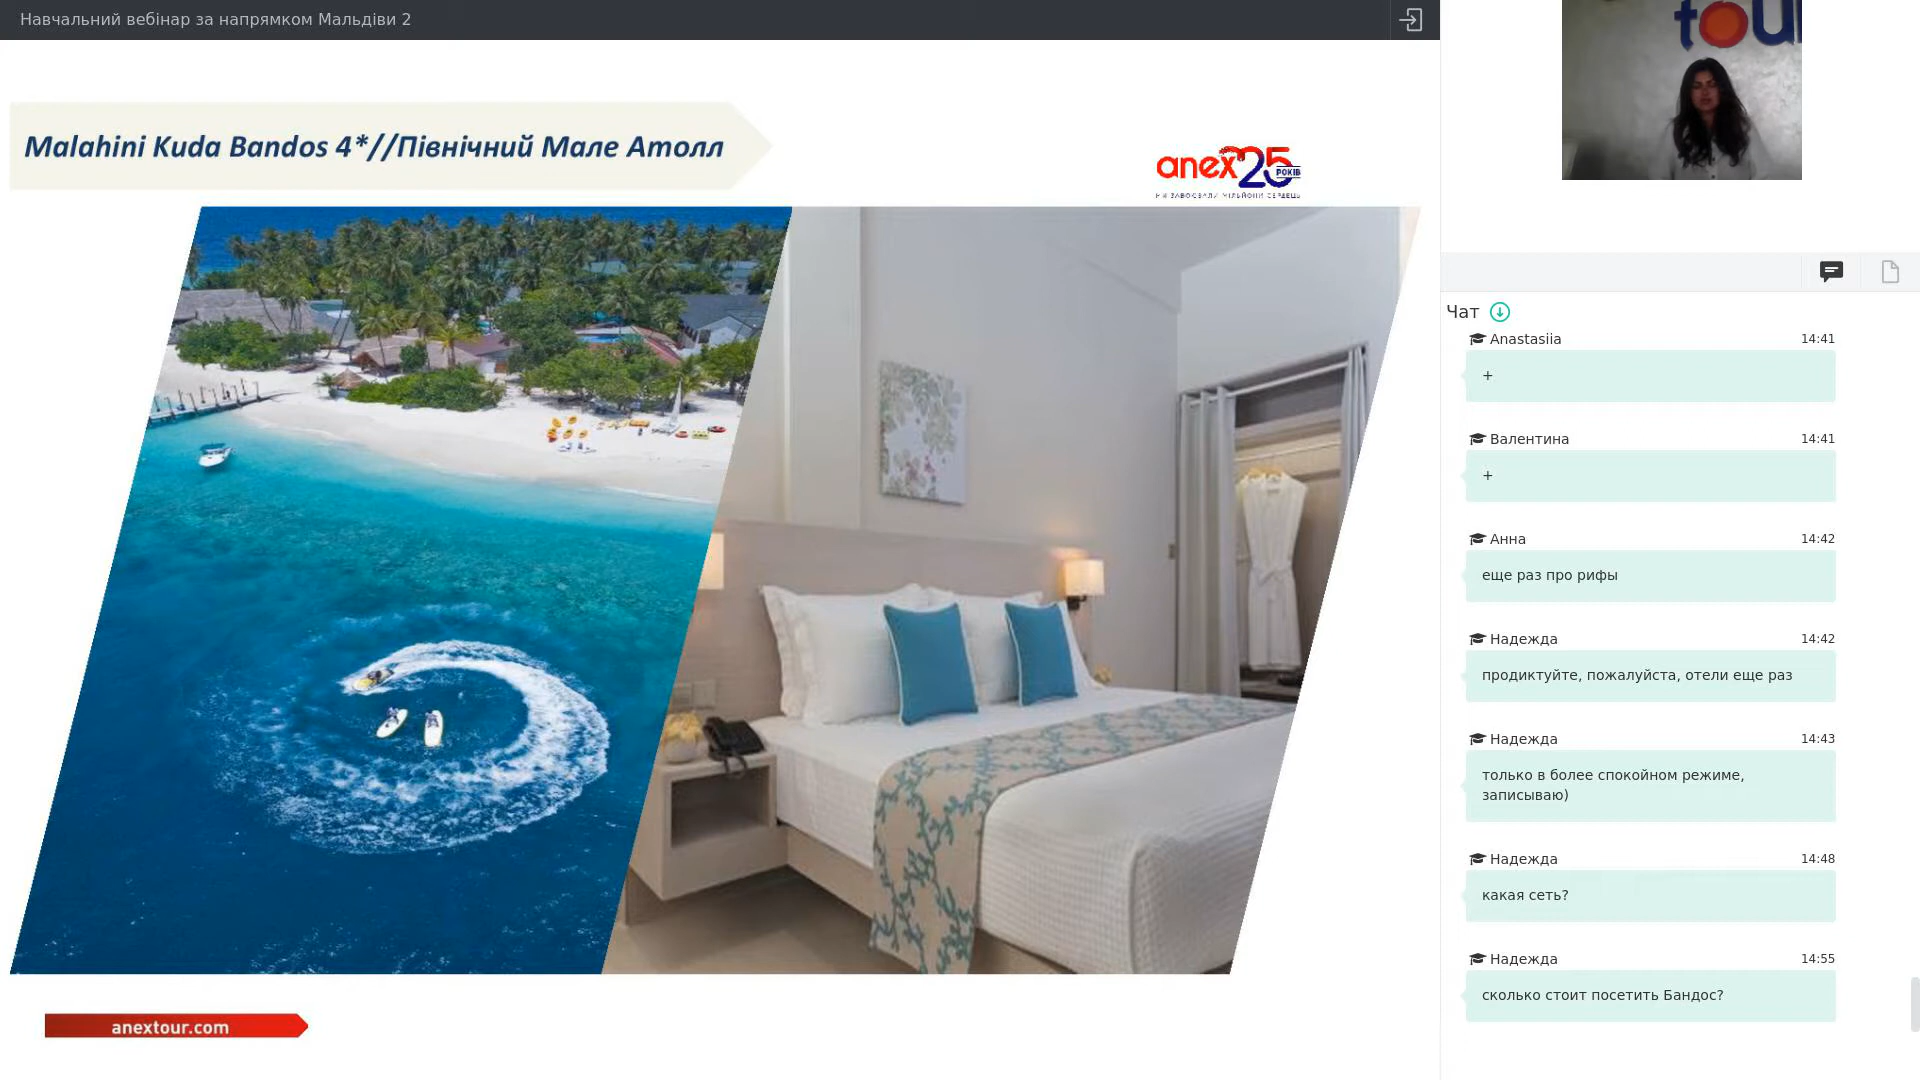 Навчальний вебінар за напрямком Мальдіви 2
Malahini Kuda Bandos 4*//Північний Мале Атолл
anex25
РОКІВ
anextour.com
tou
Чат
Anastasiia 14:41
+
Валентина 14:41
+
Анна 14:42
еще раз про рифы
Надежда 14:42
продиктуйте, пожалуйста, отели еще раз
Надежда 14:43
только в более спокойном режиме,
записываю)
Надежда 14:48
какая сеть?
Надежда 14:55
сколько стоит посетить Бандос?